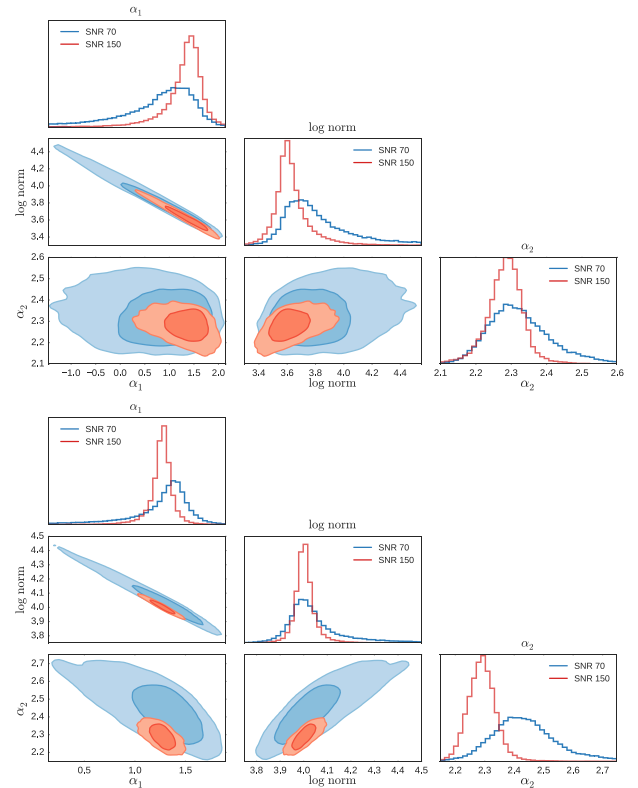 α1
SNR 70
SNR 150
log norm
4.4
4.2
4.0
3.8
3.6
3.4
log norm
SNR 70
SNR 150
α2
2.6
2.5
2.4
2.3
2.2
2.1
α2
−1.0 −0.5 0.0 0.5 1.0 1.5 2.0
α1
3.4 3.6 3.8 4.0 4.2 4.4
log norm
SNR 70
SNR 150
2.1 2.2 2.3 2.4 2.5 2.6
α2
α1
SNR 70
SNR 150
log norm
4.5
4.4
4.3
4.2
4.1
4.0
3.9
3.8
log norm
SNR 70
SNR 150
α2
2.7
2.6
2.5
2.4
2.3
2.2
α2
0.5 1.0 1.5
α1
3.8 3.9 4.0 4.1 4.2 4.3 4.4 4.5
log norm
SNR 70
SNR 150
2.2 2.3 2.4 2.5 2.6 2.7
α2